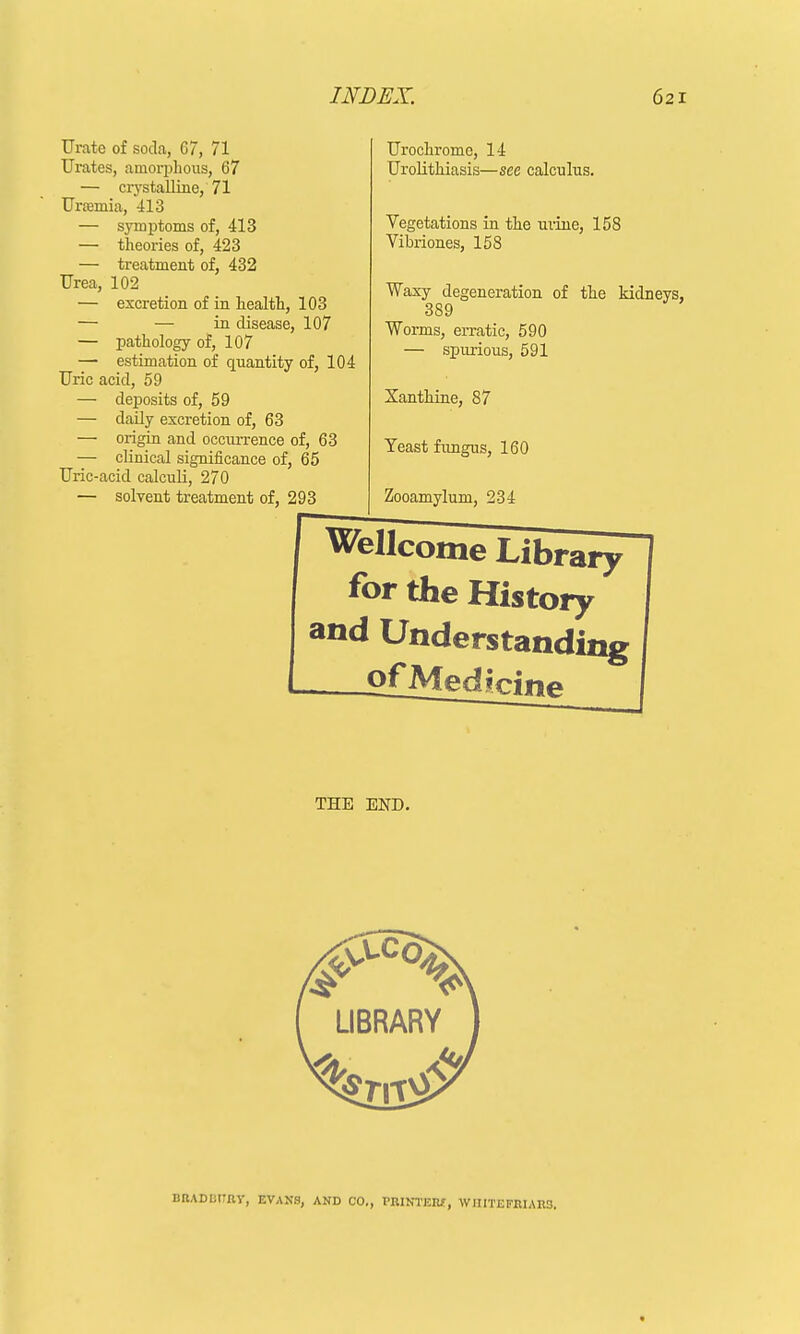 INDEX. 621
Urate of soda, 67, 71
Urates, amorphous, 67
— crystalline, 71
Uræmia, 413
— symptoms of, 413
— theories of, 423
— treatment of, 432
Urea, 102
— excretion of in health, 103
— — in disease, 107
— pathology of, 107
— estimation of quantity of, 104
Uric acid, 59
— deposits of, 59
— daily excretion of, 63
— origin and occurrence of, 63
— clinical significance of, 65
Uric-acid calculi, 270
— solvent treatment of, 293
Urochrome, 14
Urolithiasis—see calculus.
Vegetations in the urine, 158
Vibriones, 158
Waxy degeneration of the kidneys,
389
Worms, erratic, 590
— spurious, 591
Xanthine, 87
Yeast fungus, 160
Zooamylum, 234
Wellcome Library
for the History
and Understanding
of Medicine
THE END.
WELLCOME
LIBRARY
INSTITUTE
BRADBURY, EVANS, AND CO., PRINTERS, WHITEFRIARS.